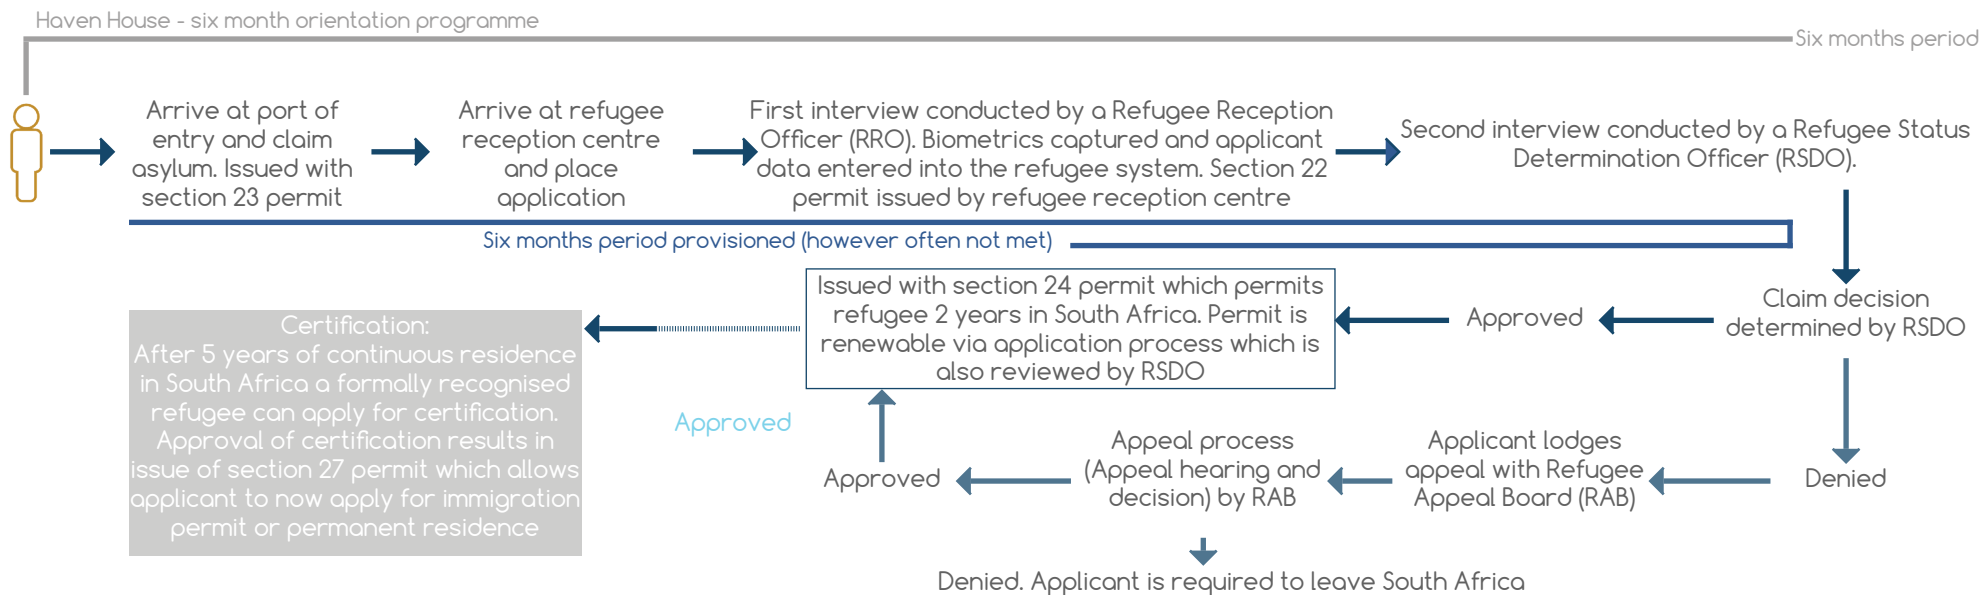 Haven House - six month orientation programme
Six months period
Arrive at port of
entry and claim
asylum. Issued with
section 23 permit
Arrive at refugee
reception centre
and place
application
First interview conducted by a Refugee Reception
Officer (RRO). Biometrics captured and applicant
data entered into the refugee system. Section 22
permit issued by refugee reception centre
Second interview conducted by a Refugee Status
Determination Officer (RSDO).
Six months period provisioned (however often not met)
Claim decision
determined by RSDO
Approved
Issued with section 24 permit which permits
refugee 2 years in South Africa. Permit is
renewable via application process which is
also reviewed by RSDO
Certification:
After 5 years of continuous residence
in South Africa a formally recognised
refugee can apply for certification.
Approval of certification results in
issue of section 27 permit which allows
applicant to now apply for immigration
permit or permanent residence
Approved
Denied
Applicant lodges
appeal with Refugee
Appeal Board (RAB)
Appeal process
(Appeal hearing and
decision) by RAB
Approved
Denied. Applicant is required to leave South Africa